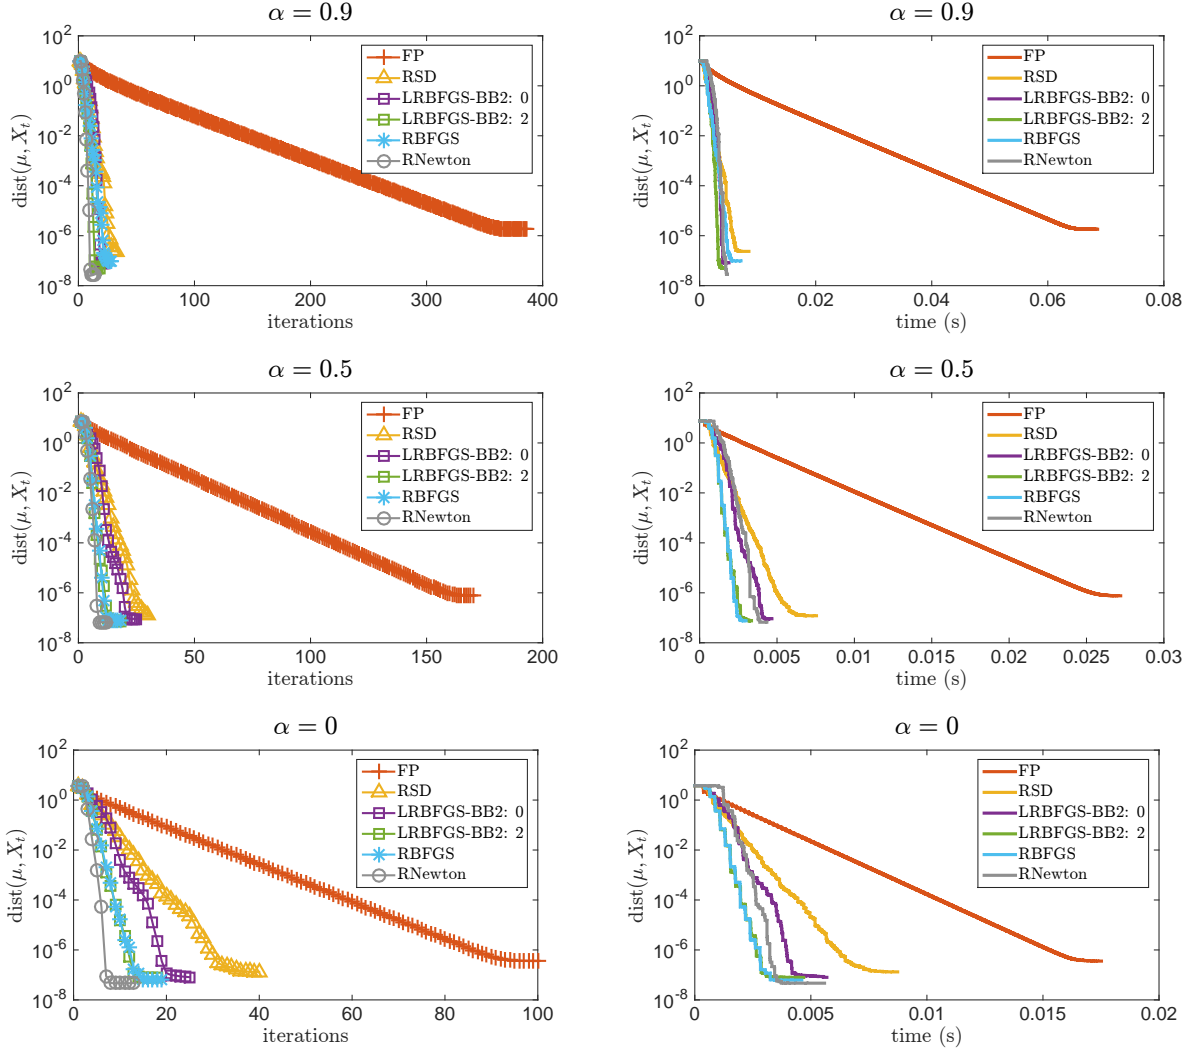 α = 0.9
dist(μ, X_t)
10^2
10^0
10^-2
10^-4
10^-6
10^-8
FP
RSD
LRBFGS-BB2: 0
LRBFGS-BB2: 2
RBFGS
RNewton
0 100 200 300 400
iterations
α = 0.9
dist(μ, X_t)
10^2
10^0
10^-2
10^-4
10^-6
10^-8
FP
RSD
LRBFGS-BB2: 0
LRBFGS-BB2: 2
RBFGS
RNewton
0 0.02 0.04 0.06 0.08
time (s)
α = 0.5
dist(μ, X_t)
10^2
10^0
10^-2
10^-4
10^-6
10^-8
FP
RSD
LRBFGS-BB2: 0
LRBFGS-BB2: 2
RBFGS
RNewton
0 50 100 150 200
iterations
α = 0.5
dist(μ, X_t)
10^2
10^0
10^-2
10^-4
10^-6
10^-8
FP
RSD
LRBFGS-BB2: 0
LRBFGS-BB2: 2
RBFGS
RNewton
0 0.005 0.01 0.015 0.02 0.025 0.03
time (s)
α = 0
dist(μ, X_t)
10^2
10^0
10^-2
10^-4
10^-6
10^-8
FP
RSD
LRBFGS-BB2: 0
LRBFGS-BB2: 2
RBFGS
RNewton
0 20 40 60 80 100
iterations
α = 0
dist(μ, X_t)
10^2
10^0
10^-2
10^-4
10^-6
10^-8
FP
RSD
LRBFGS-BB2: 0
LRBFGS-BB2: 2
RBFGS
RNewton
0 0.005 0.01 0.015 0.02
time (s)